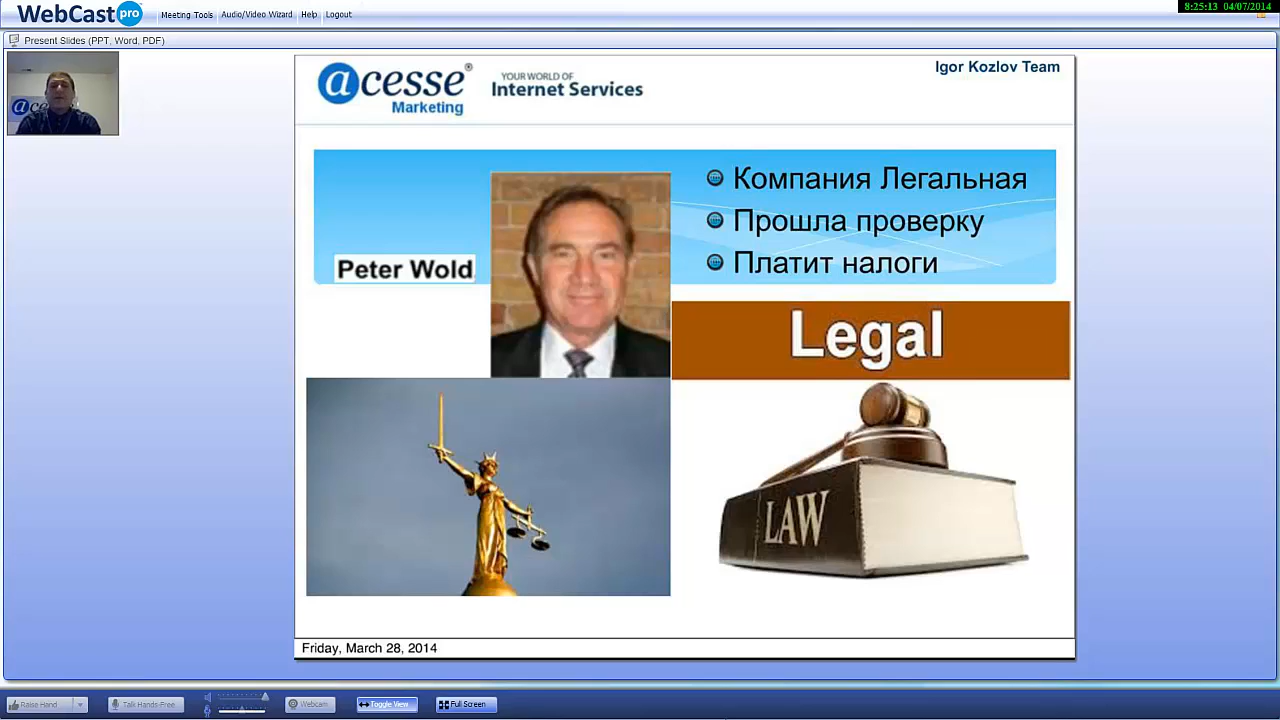 WebCast pro
Meeting Tools Audio/Video Wizard Help Logout
8:25:13 04/07/2014
Present Slides (PPT, Word, PDF)
acesse
Marketing
YOUR WORLD OF
Internet Services
Igor Kozlov Team
Компания Легальная
Прошла проверку
Платит налоги
Peter Wold
Legal
LAW
Friday, March 28, 2014
Raise Hand Talk Hands-Free Webcam Toggle View Full Screen